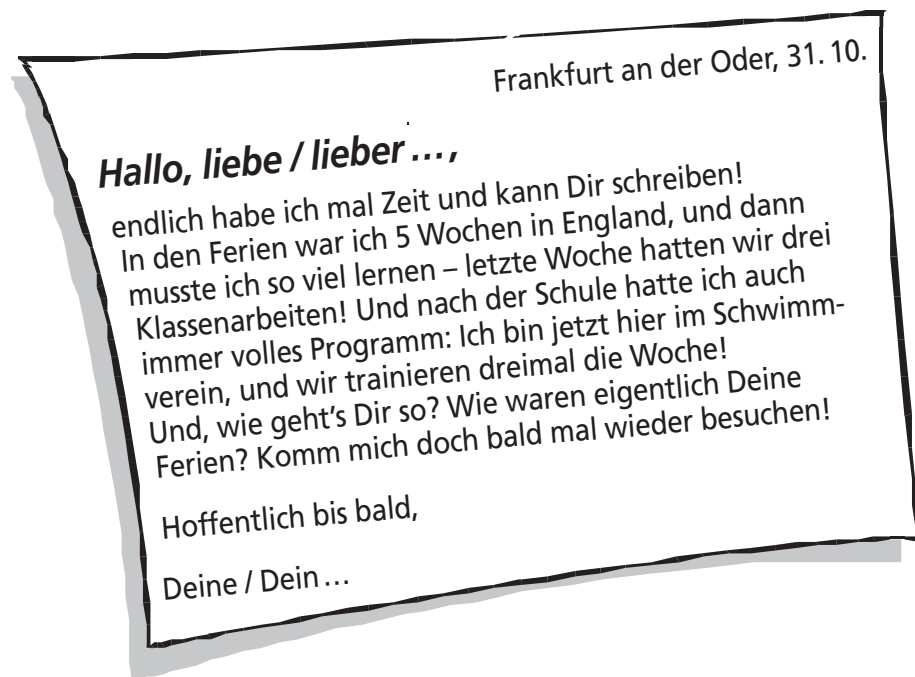 Frankfurt an der Oder, 31. 10.
Hallo, liebe / lieber ... ,
endlich habe ich mal Zeit und kann Dir schreiben!
In den Ferien war ich 5 Wochen in England, und dann
musste ich so viel lernen – letzte Woche hatten wir drei
Klassenarbeiten! Und nach der Schule hatte ich auch
immer volles Programm: Ich bin jetzt hier im Schwimm-
verein, und wir trainieren dreimal die Woche!
Und, wie geht's Dir so? Wie waren eigentlich Deine
Ferien? Komm mich doch bald mal wieder besuchen!
Hoffentlich bis bald,
Deine / Dein ...